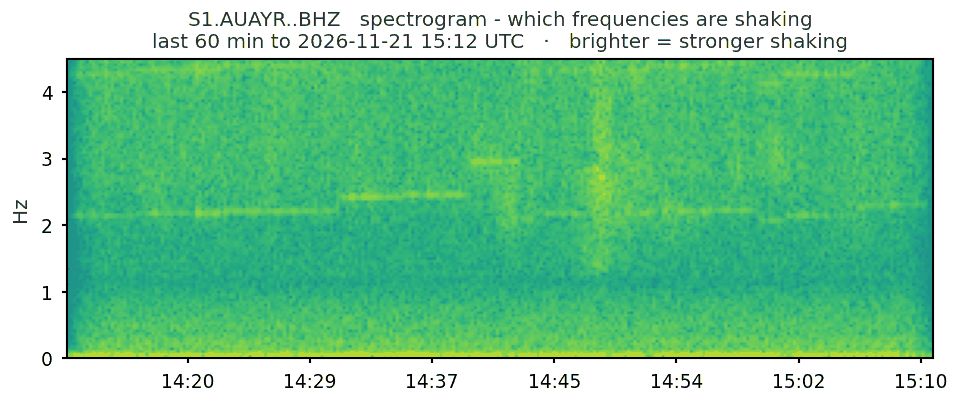 S1.AUAYR..BHZ   spectrogram - which frequencies are shaking
last 60 min to 2026-11-21 15:12 UTC   ·   brighter = stronger shaking
4
3
2
1
0
Hz
14:20 14:29 14:37 14:45 14:54 15:02 15:10